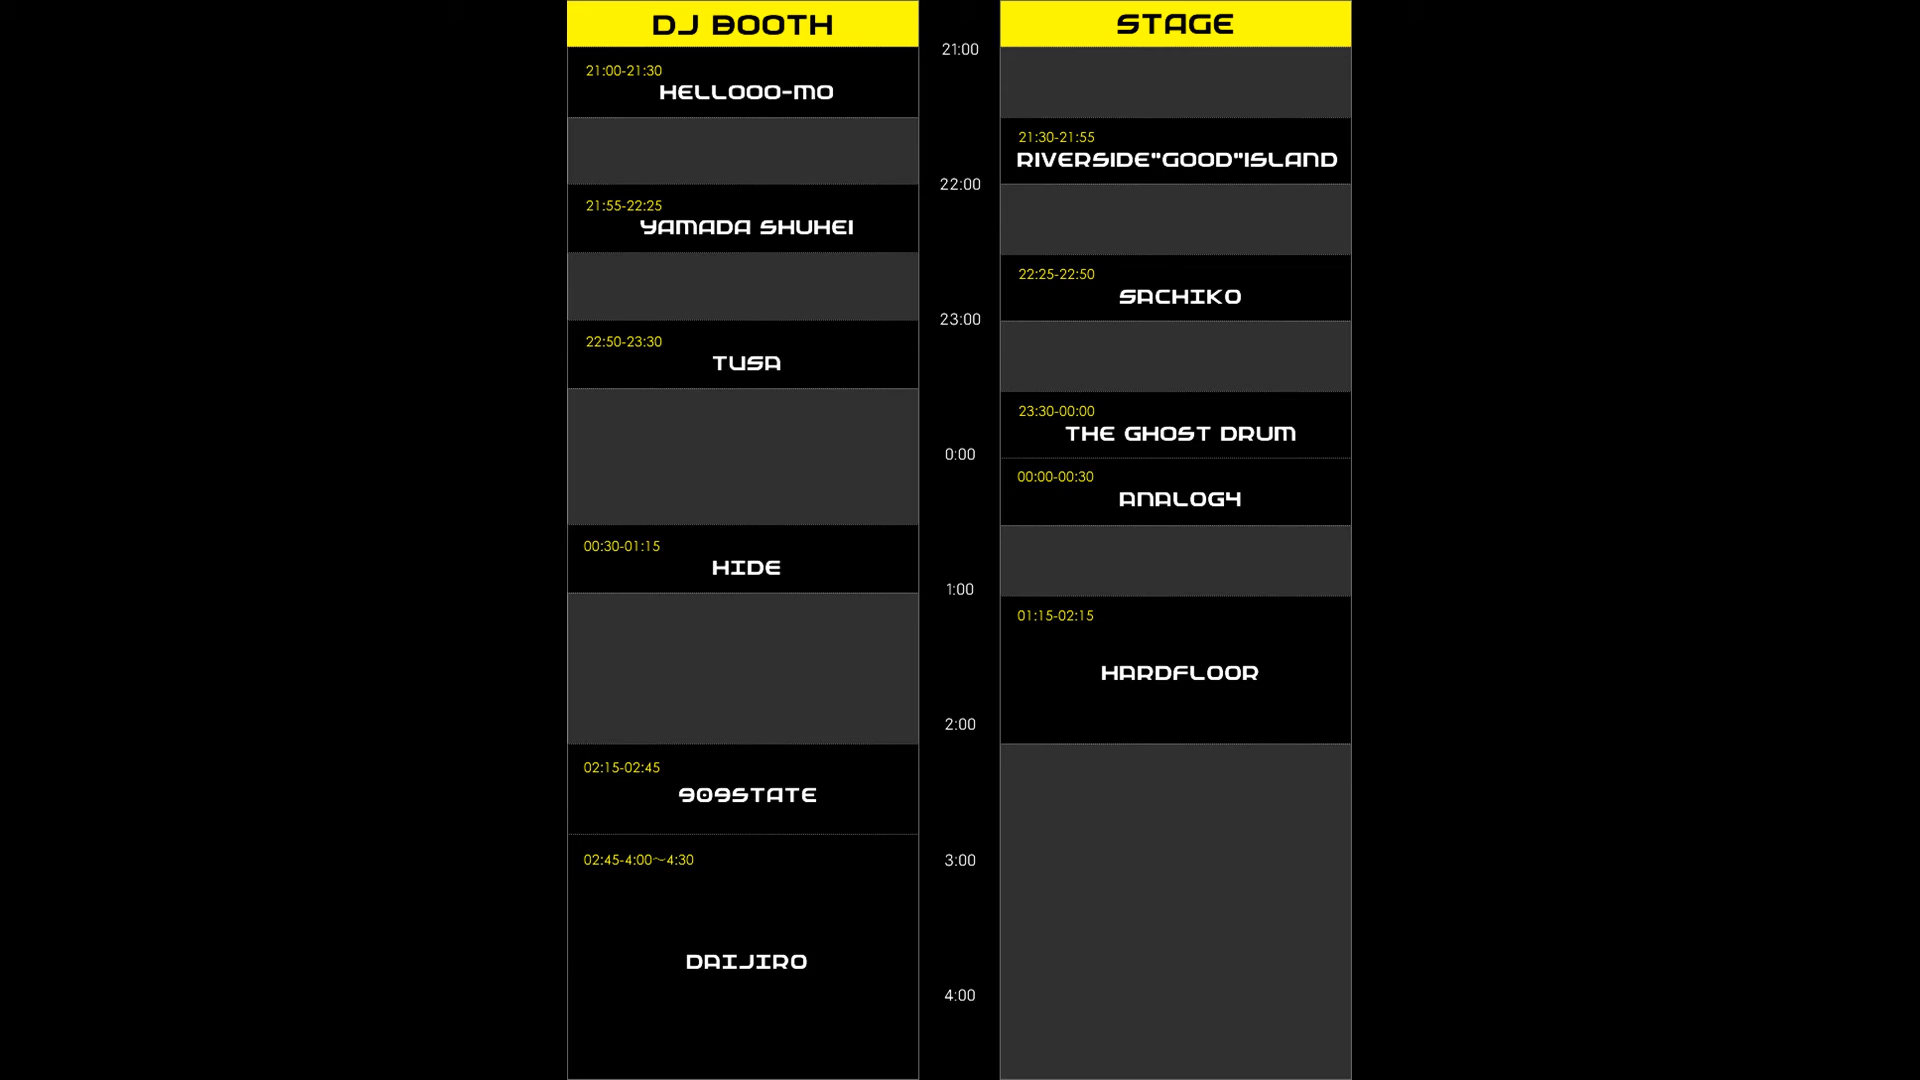 DJ BOOTH
21:00-21:30
HELLOOO-MO
21:55-22:25
YAMADA SHUHEI
22:50-23:30
TUSA
00:30-01:15
HIDE
02:15-02:45
909STATE
02:45-4:00〜4:30
DAIJIRO
21:00
22:00
23:00
0:00
1:00
2:00
3:00
4:00
STAGE
21:30-21:55
RIVERSIDE"GOOD"ISLAND
22:25-22:50
SACHIKO
23:30-00:00
THE GHOST DRUM
00:00-00:30
ANALOG4
01:15-02:15
HARDFLOOR